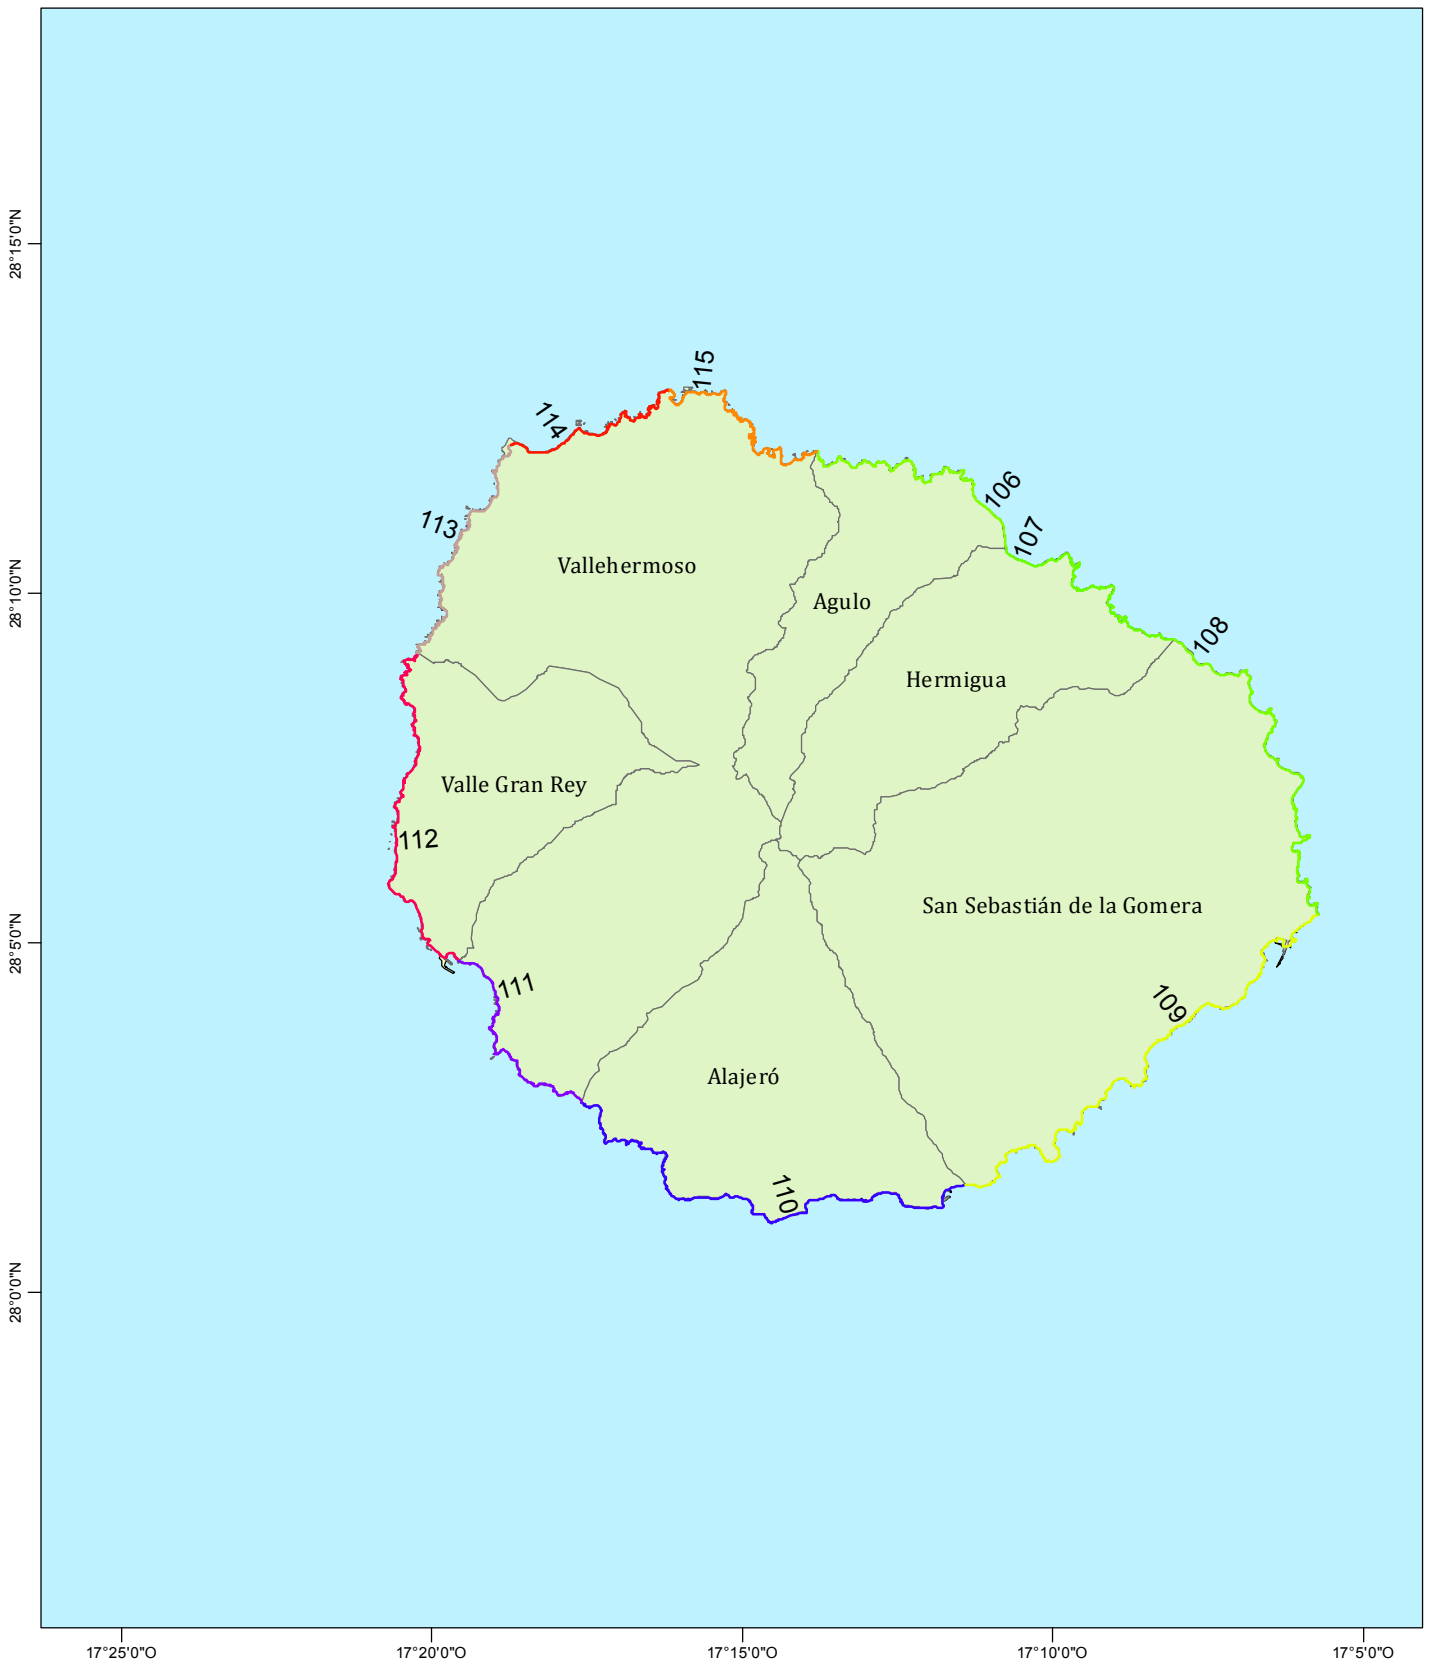 28°15'0"N
115
114
106
113
107
Vallehermoso
28°10'0"N
Agulo
108
Hermigua
Valle Gran Rey
112
San Sebastián de la Gomera
28°5'0"N
111
109
Alajeró
110
28°0'0"N
17°25'0"O
17°20'0"O
17°15'0"O
17°10'0"O
17°5'0"O